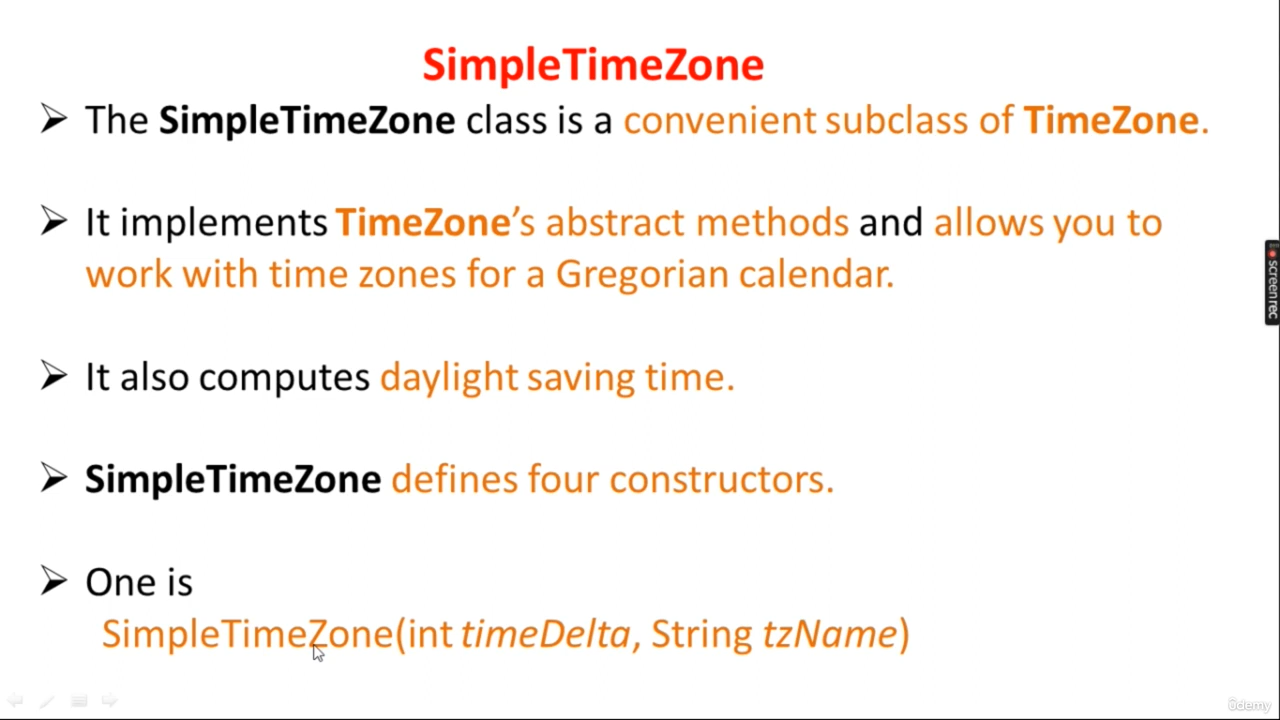 SimpleTimeZone
➢ The SimpleTimeZone class is a convenient subclass of TimeZone.
➢ It implements TimeZone’s abstract methods and allows you to
work with time zones for a Gregorian calendar.
➢ It also computes daylight saving time.
➢ SimpleTimeZone defines four constructors.
➢ One is
SimpleTimeZone(int timeDelta, String tzName)
screenrec
ûdemy